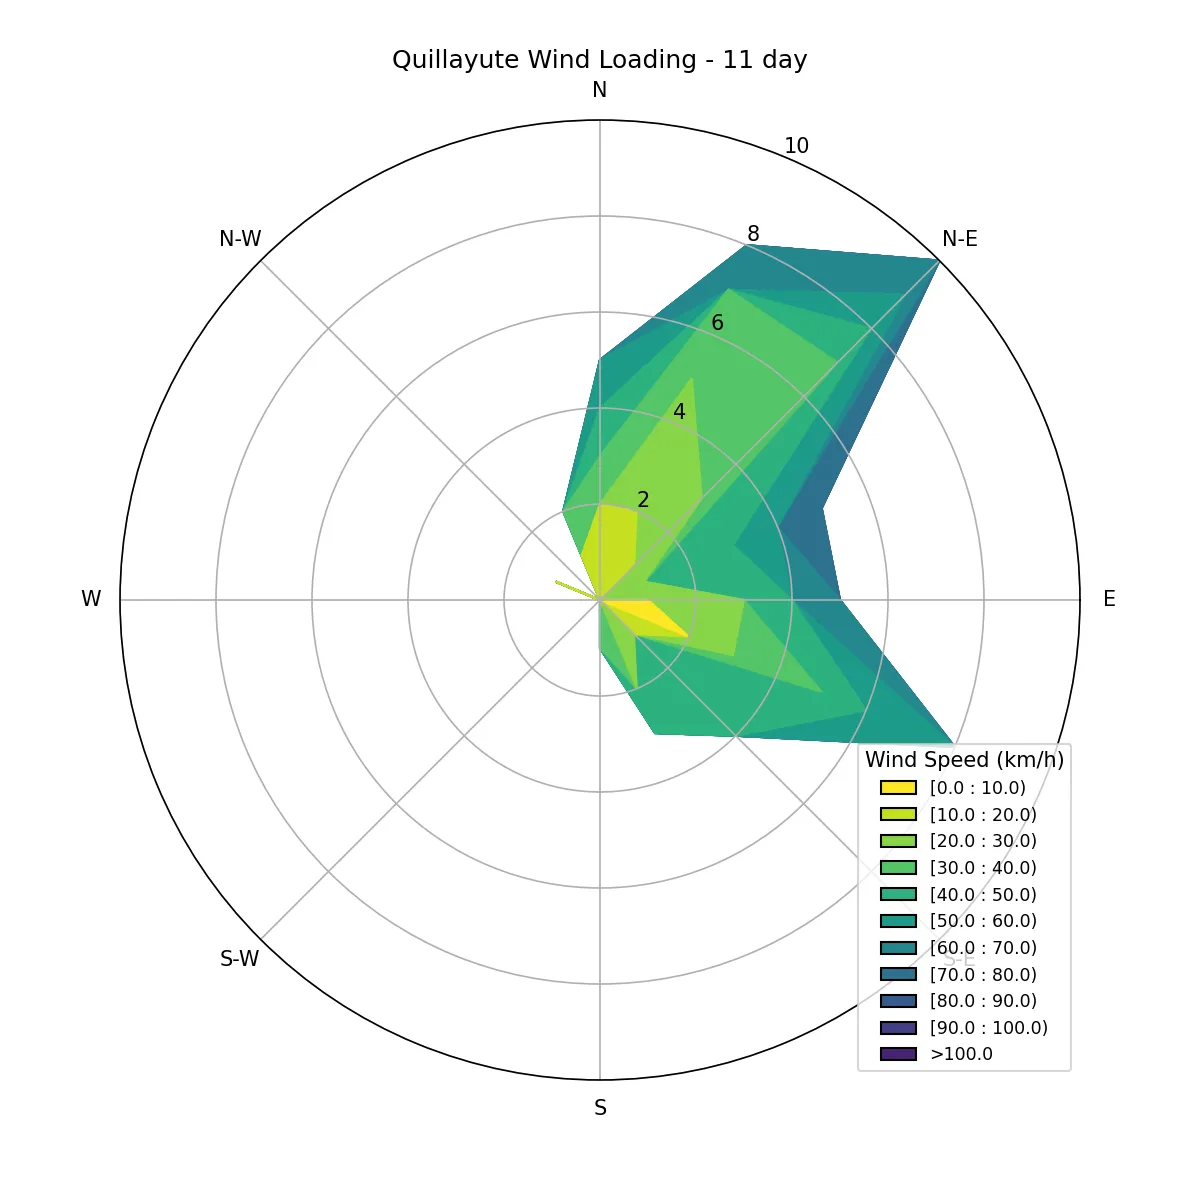 Quillayute Wind Loading - 11 day
N
10
N-W
8
N-E
6
4
2
W
E
Wind Speed (km/h)
[0.0 : 10.0)
[10.0 : 20.0)
[20.0 : 30.0)
[30.0 : 40.0)
[40.0 : 50.0)
[50.0 : 60.0)
[60.0 : 70.0)
[70.0 : 80.0)
[80.0 : 90.0)
[90.0 : 100.0)
>100.0
S-W
S-E
S